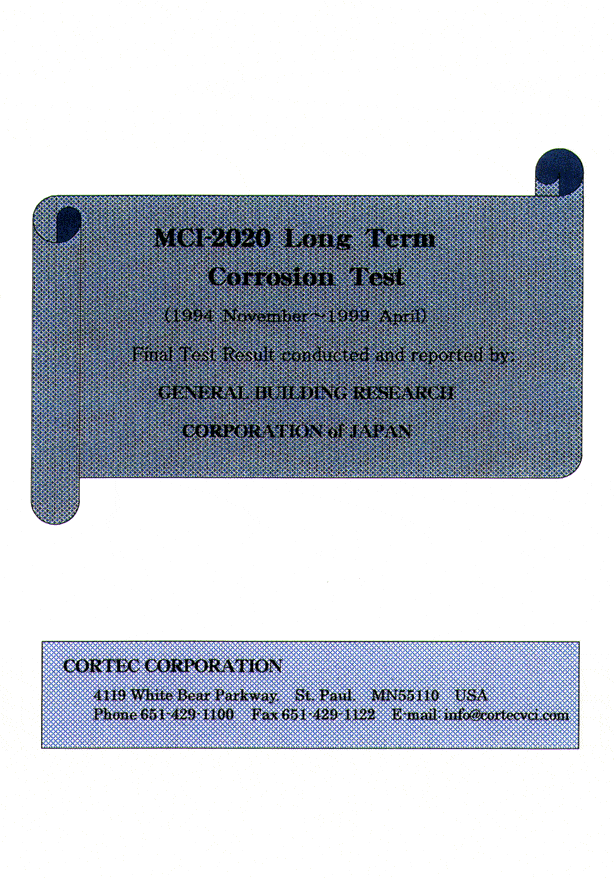 MCI-2020 Long Term
Corrosion Test
(1994 November~1999 April)
Final Test Result conducted and reported by:
GENERAL BUILDING RESEARCH
CORPORATION of JAPAN
CORTEC CORPORATION
4119 White Bear Parkway. St. Paul. MN55110 USA
Phone 651-429-1100 Fax 651-429-1122 E-mail: info@cortecvci.com